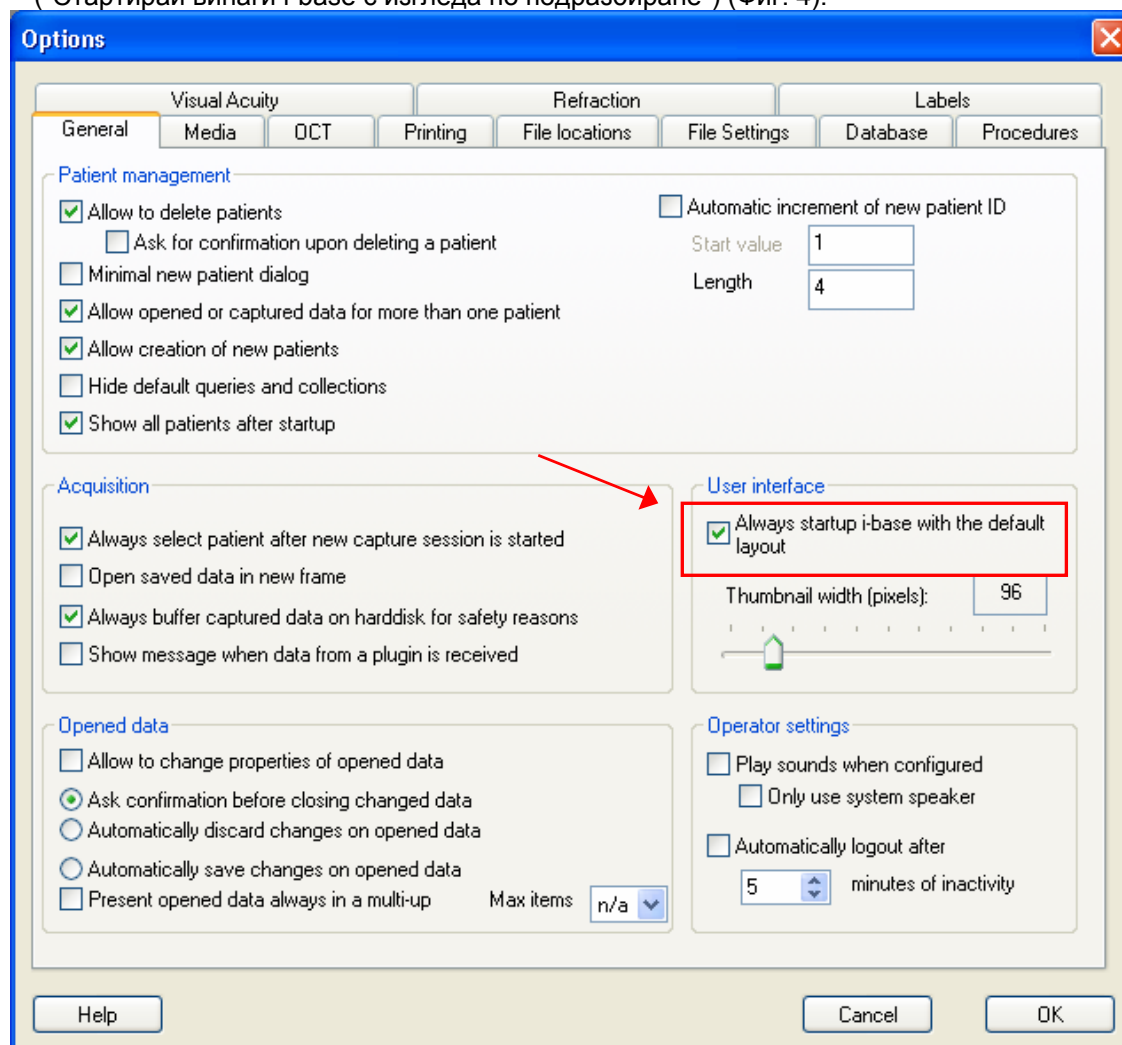 ("Стартирай винаги i-base с изгледа по подразбиране") (Фиг. 4).
Options
Visual Acuity Refraction Labels
General Media OCT Printing File locations File Settings Database Procedures
Patient management
Allow to delete patients
Ask for confirmation upon deleting a patient
Minimal new patient dialog
Allow opened or captured data for more than one patient
Allow creation of new patients
Hide default queries and collections
Show all patients after startup
Automatic increment of new patient ID
Start value 1
Length 4
Acquisition
Always select patient after new capture session is started
Open saved data in new frame
Always buffer captured data on harddisk for safety reasons
Show message when data from a plugin is received
User interface
Always startup i-base with the default
layout
Thumbnail width (pixels): 96
Opened data
Allow to change properties of opened data
Ask confirmation before closing changed data
Automatically discard changes on opened data
Automatically save changes on opened data
Present opened data always in a multi-up Max items n/a
Operator settings
Play sounds when configured
Only use system speaker
Automatically logout after
5 minutes of inactivity
Help Cancel OK